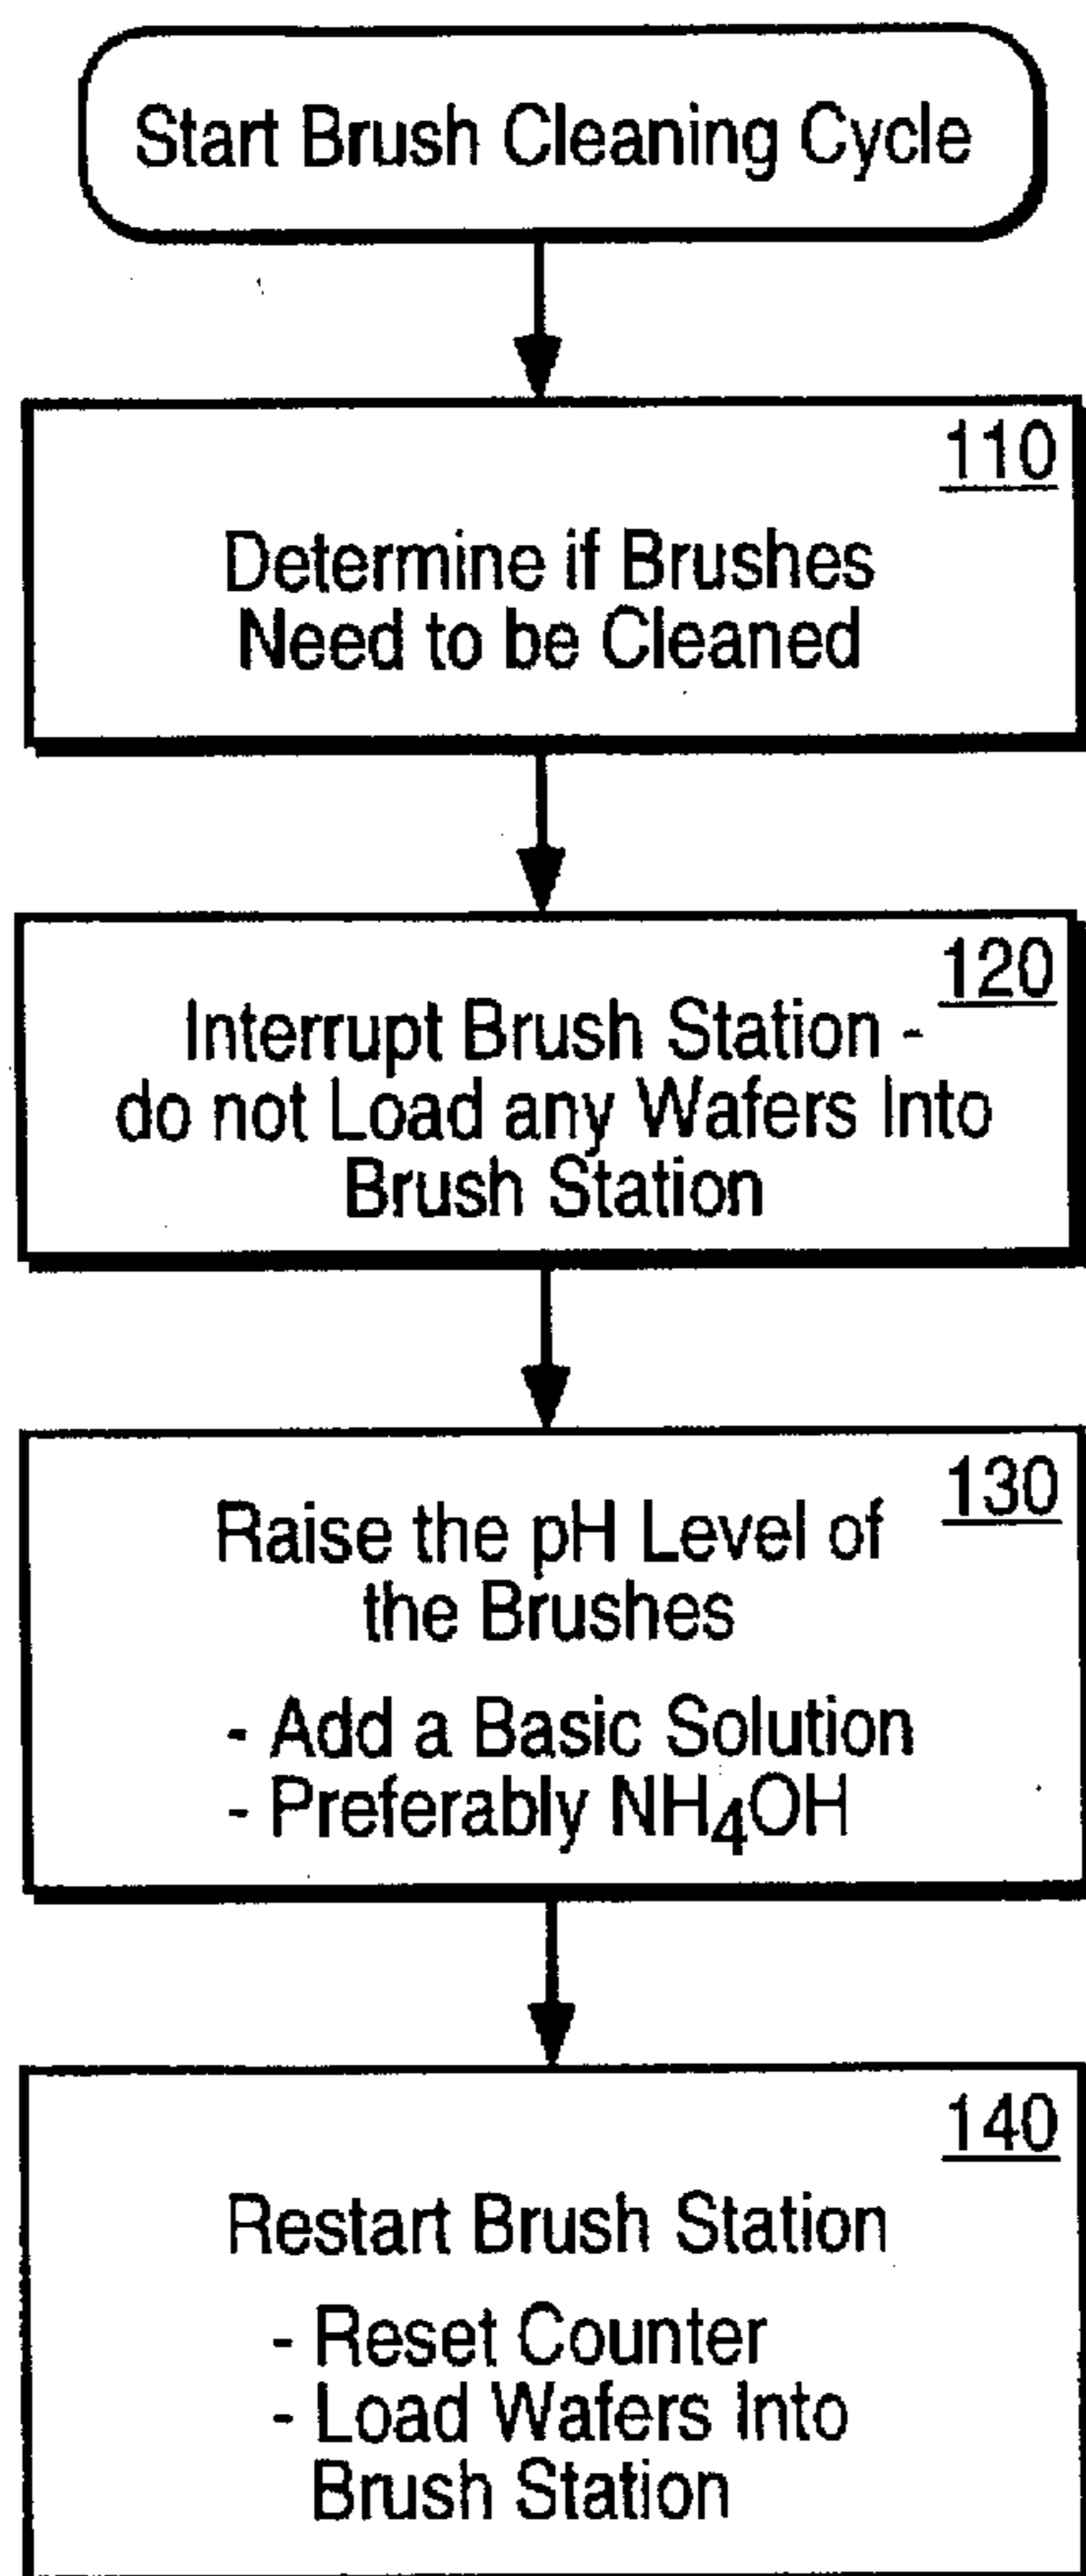 Start Brush Cleaning Cycle
110
Determine if Brushes
Need to be Cleaned
120
Interrupt Brush Station -
do not Load any Wafers Into
Brush Station
130
Raise the pH Level of
the Brushes
- Add a Basic Solution
- Preferably NH₄OH
140
Restart Brush Station
- Reset Counter
- Load Wafers Into
Brush Station